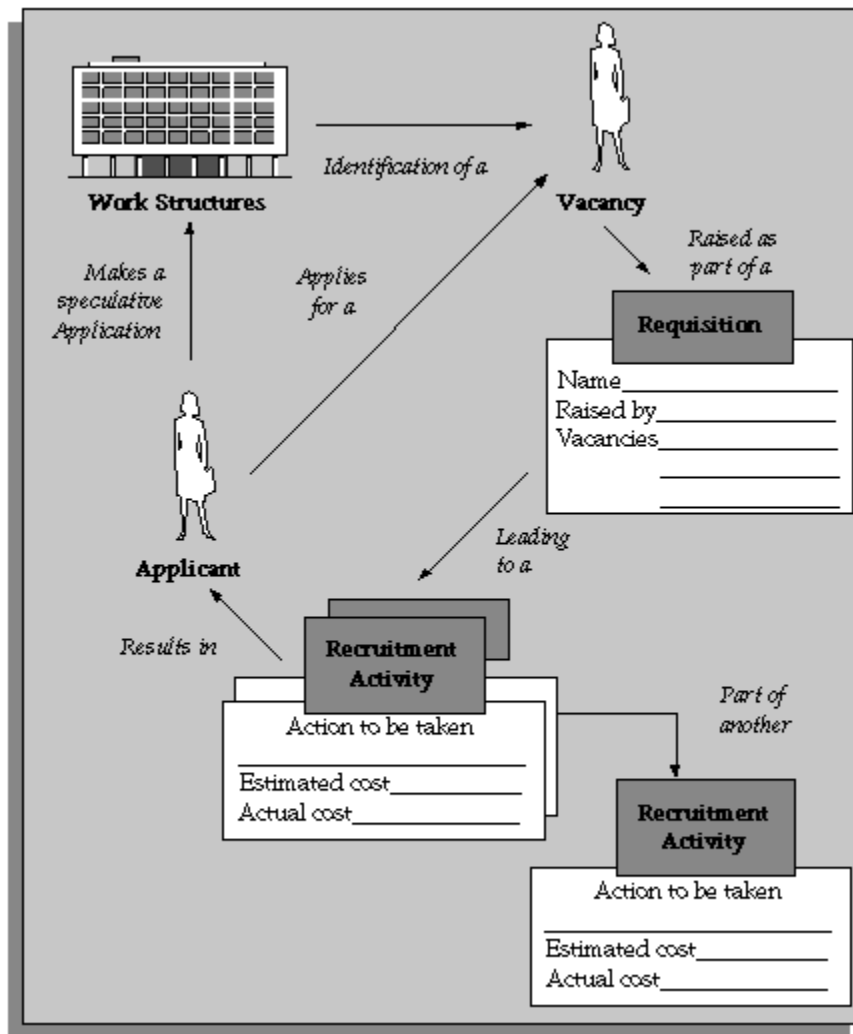 Identification of a
Work Structures
Vacancy
Makes a
speculative
Application
Applies
for a
Raised as
part of a
Requisition
Name
Raised by
Vacancies
Leading
to a
Applicant
Results in
Recruitment
Activity
Action to be taken
Estimated cost
Actual cost
Part of
another
Recruitment
Activity
Action to be taken
Estimated cost
Actual cost